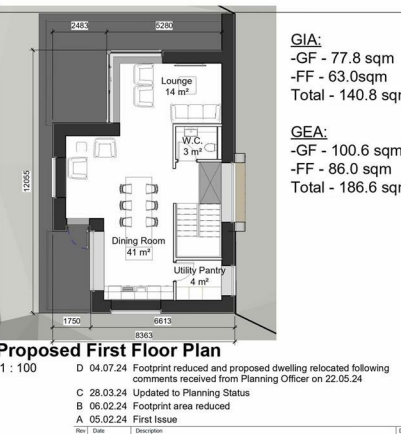 2483
5280
12055
Lounge
14 m²
W.C.
3 m²
Dining Room
41 m²
Utility Pantry
4 m²
1750
6613
8363
GIA:
-GF - 77.8 sqm
-FF - 63.0sqm
Total - 140.8
GEA:
-GF - 100.6 sqm
-FF - 86.0 sqm
Total - 186.6
Proposed First Floor Plan
1 : 100
D 04.07.24 Footprint reduced and proposed dwelling relocated following
comments received from Planning Officer on 22.05.24
C 28.03.24 Updated to Planning Status
B 06.02.24 Footprint area reduced
A 05.02.24 First Issue
Rev Date Description